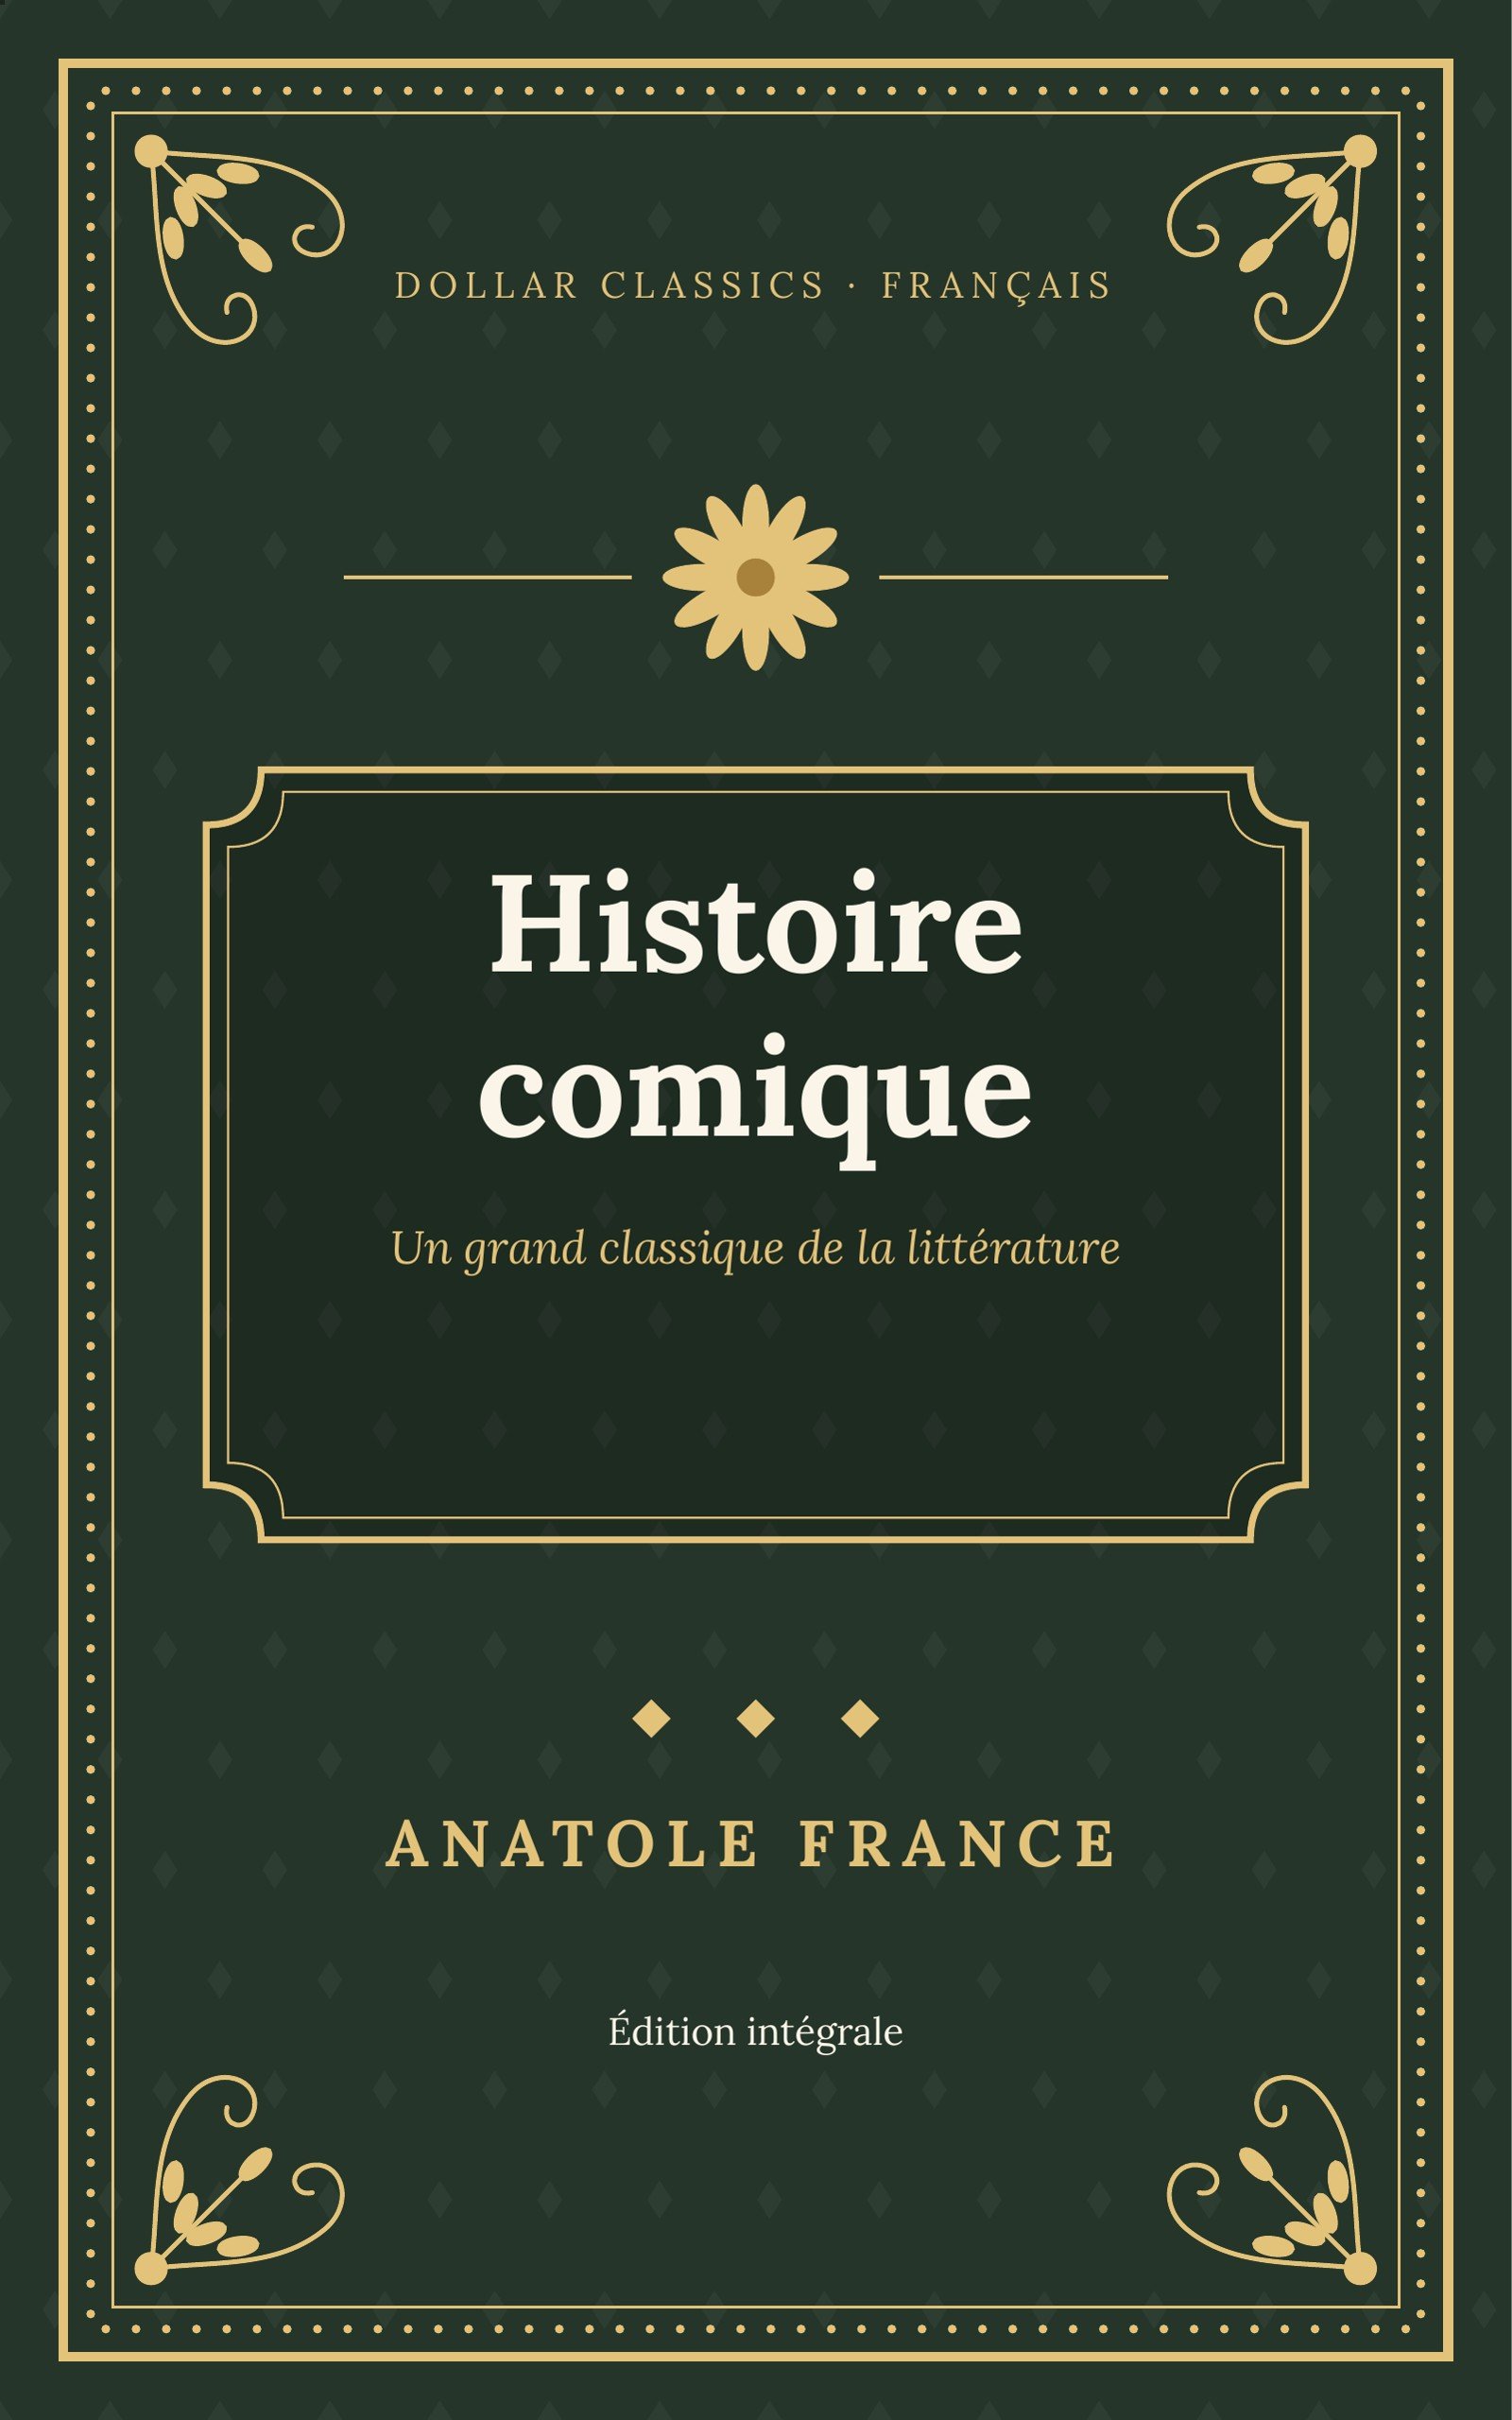 DOLLAR CLASSICS · FRANÇAIS
Histoire
comique
Un grand classique de la littérature
ANATOLE FRANCE
Édition intégrale